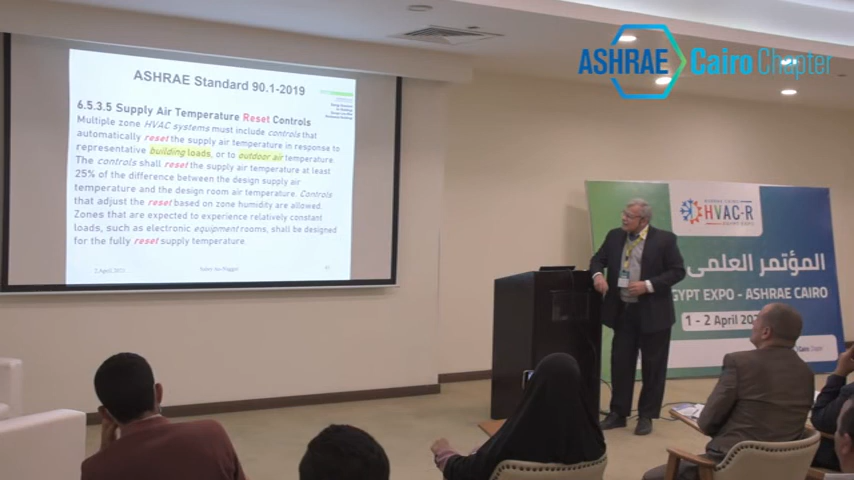 ASHRAE Cairo Chapter
ASHRAE Standard 90.1-2019
6.5.3.5 Supply Air Temperature Reset Controls
Multiple zone HVAC systems must include controls that
automatically reset the supply air temperature in response to
representative building loads, or to outdoor air temperature.
The controls shall reset the supply air temperature at least
25% of the difference between the design supply air
temperature and the design room air temperature. Controls
that adjust the reset based on zone humidity are allowed.
Zones that are expected to experience relatively constant
loads, such as electronic equipment rooms, shall be designed
for the fully reset supply temperature.
HVAC-R
المؤتمر العلمى
GYPT EXPO - ASHRAE CAIRO
1 - 2 April